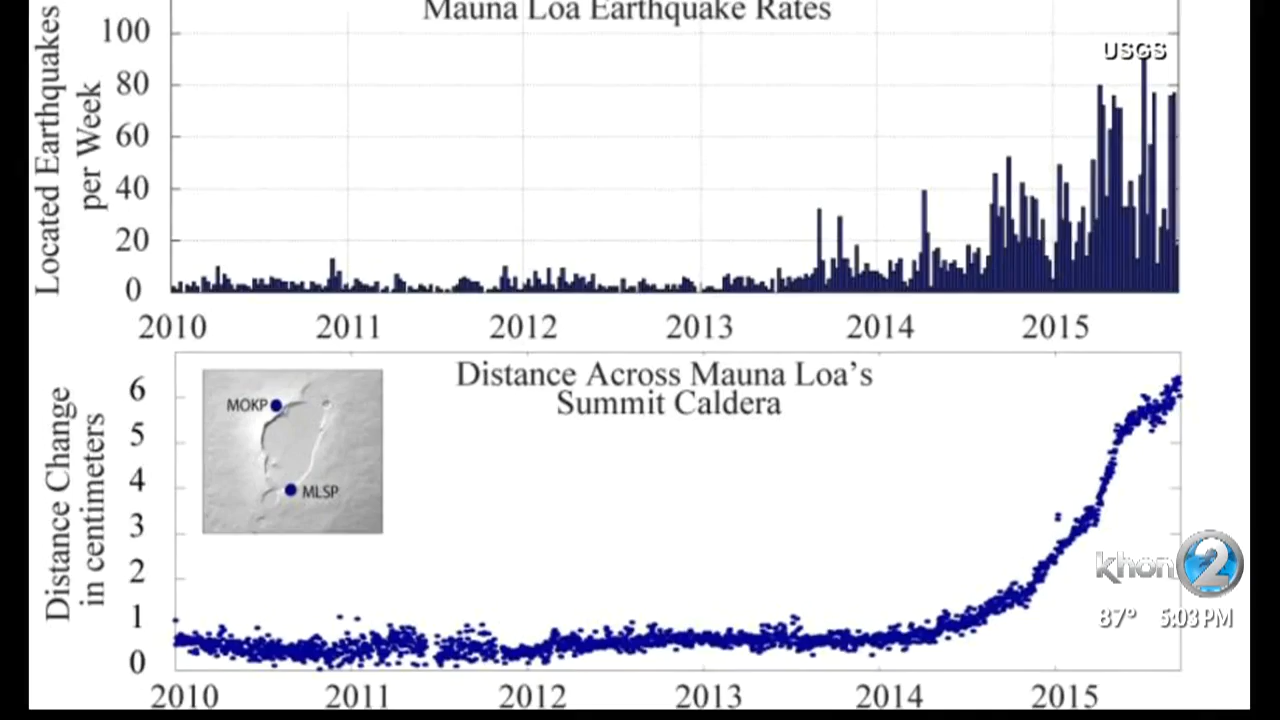 Mauna Loa Earthquake Rates
USGS
Located Earthquakes
per Week
100
80
60
40
20
0
2010 2011 2012 2013 2014 2015
Distance Across Mauna Loa's
Summit Caldera
MOKP
MLSP
Distance Change
in centimeters
6
5
4
3
2
1
0
2010 2011 2012 2013 2014 2015
khon 2
87° 5:03 PM